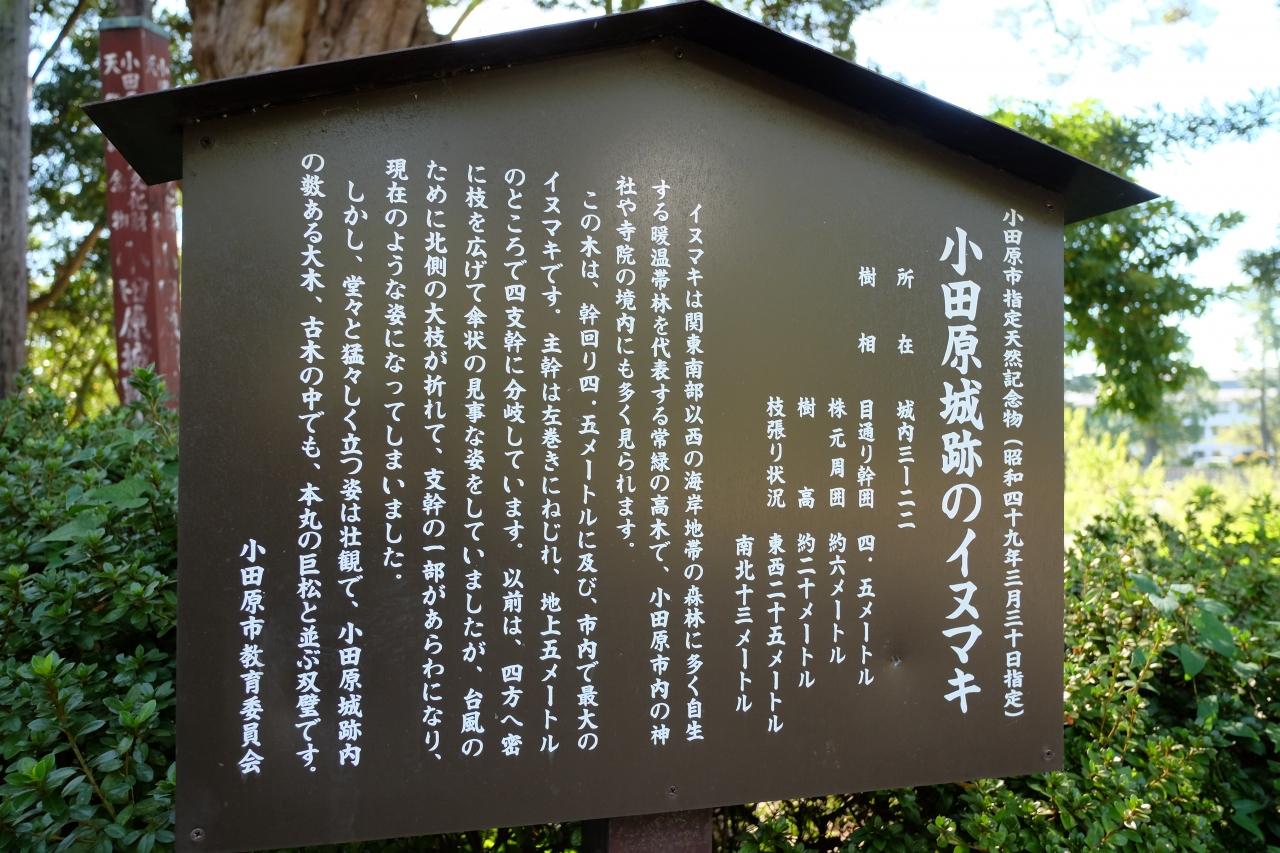 小田原市指定天然記念物（昭和四十九年三月三十日指定）
小田原城跡のイヌマキ
所在　城内三ー二二
樹相　目通り幹囲　四・五メートル
株元周囲　約六メートル
樹高　約二十メートル
枝張り状況　東西二十五メートル
南北十三メートル
イヌマキは関東南部以西の海岸地帯の森林に多く自生
する暖温帯林を代表する常緑の高木で、小田原市内の神
社や寺院の境内にも多く見られます。
この木は、幹回り四・五メートルに及び、市内で最大の
イヌマキです。主幹は左巻きにねじれ、地上五メートル
のところで四支幹に分岐しています。以前は、四方へ密
に枝を広げて傘状の見事な姿をしていましたが、台風の
ために北側の大枝が折れて、支幹の一部があらわになり、
現在のような姿になってしまいました。
しかし、堂々と猛々しく立つ姿は壮観で、小田原城跡内
の数ある大木、古木の中でも、本丸の巨松と並ぶ双璧です。
小田原市教育委員会